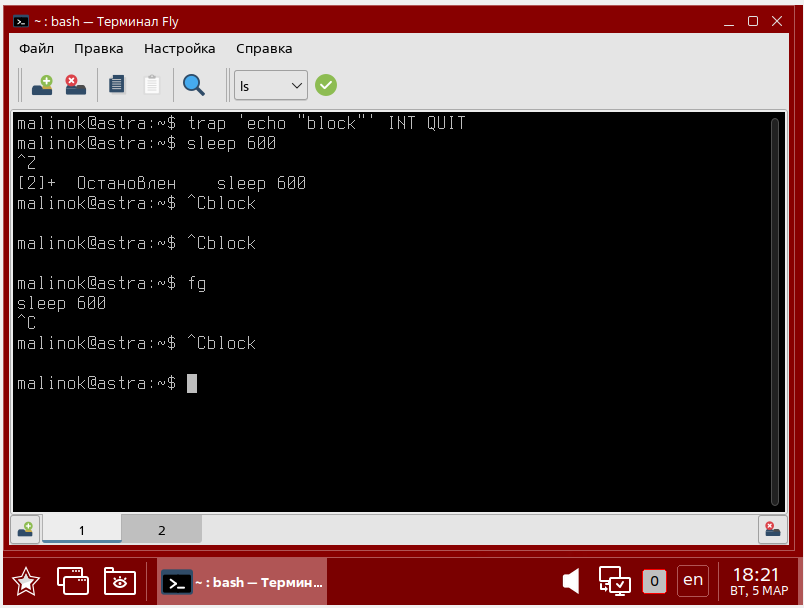 ~ : bash — Терминал Fly
Файл Правка Настройка Справка
ls
malinok@astra:~$ trap 'echo "block"' INT QUIT
malinok@astra:~$ sleep 600
^Z
[2]+  Остановлен    sleep 600
malinok@astra:~$ ^Cblock
malinok@astra:~$ ^Cblock
malinok@astra:~$ fg
sleep 600
^C
malinok@astra:~$ ^Cblock
malinok@astra:~$
1 2
~ : bash — Термин... 0 en 18:21
ВТ, 5 МАР